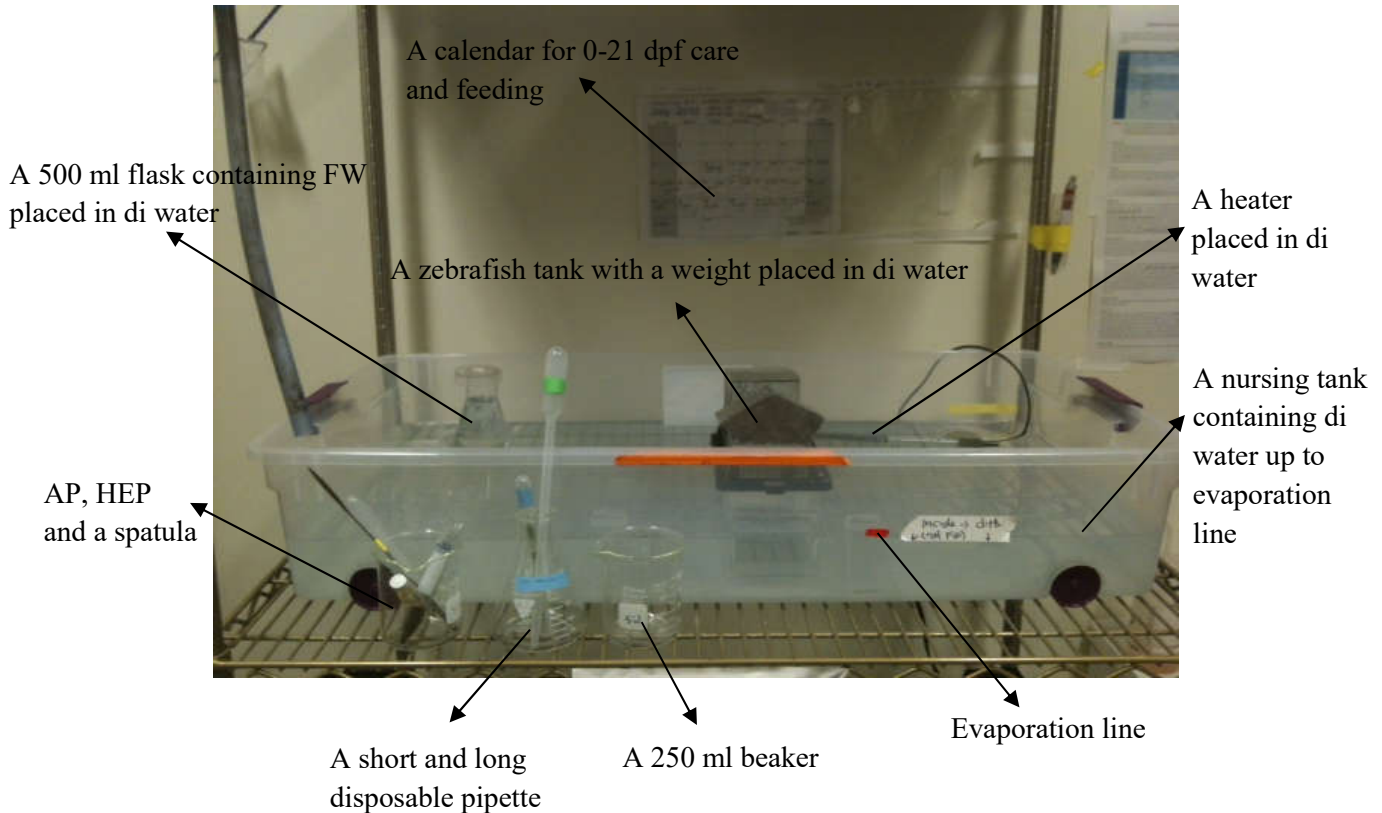 A calendar for 0-21 dpf care
and feeding
A 500 ml flask containing FW
placed in di water
A heater
placed in di
water
A zebrafish tank with a weight placed in di water
A nursing tank
containing di
water up to
evaporation
line
AP, HEP
and a spatula
Evaporation line
A short and long
disposable pipette
A 250 ml beaker